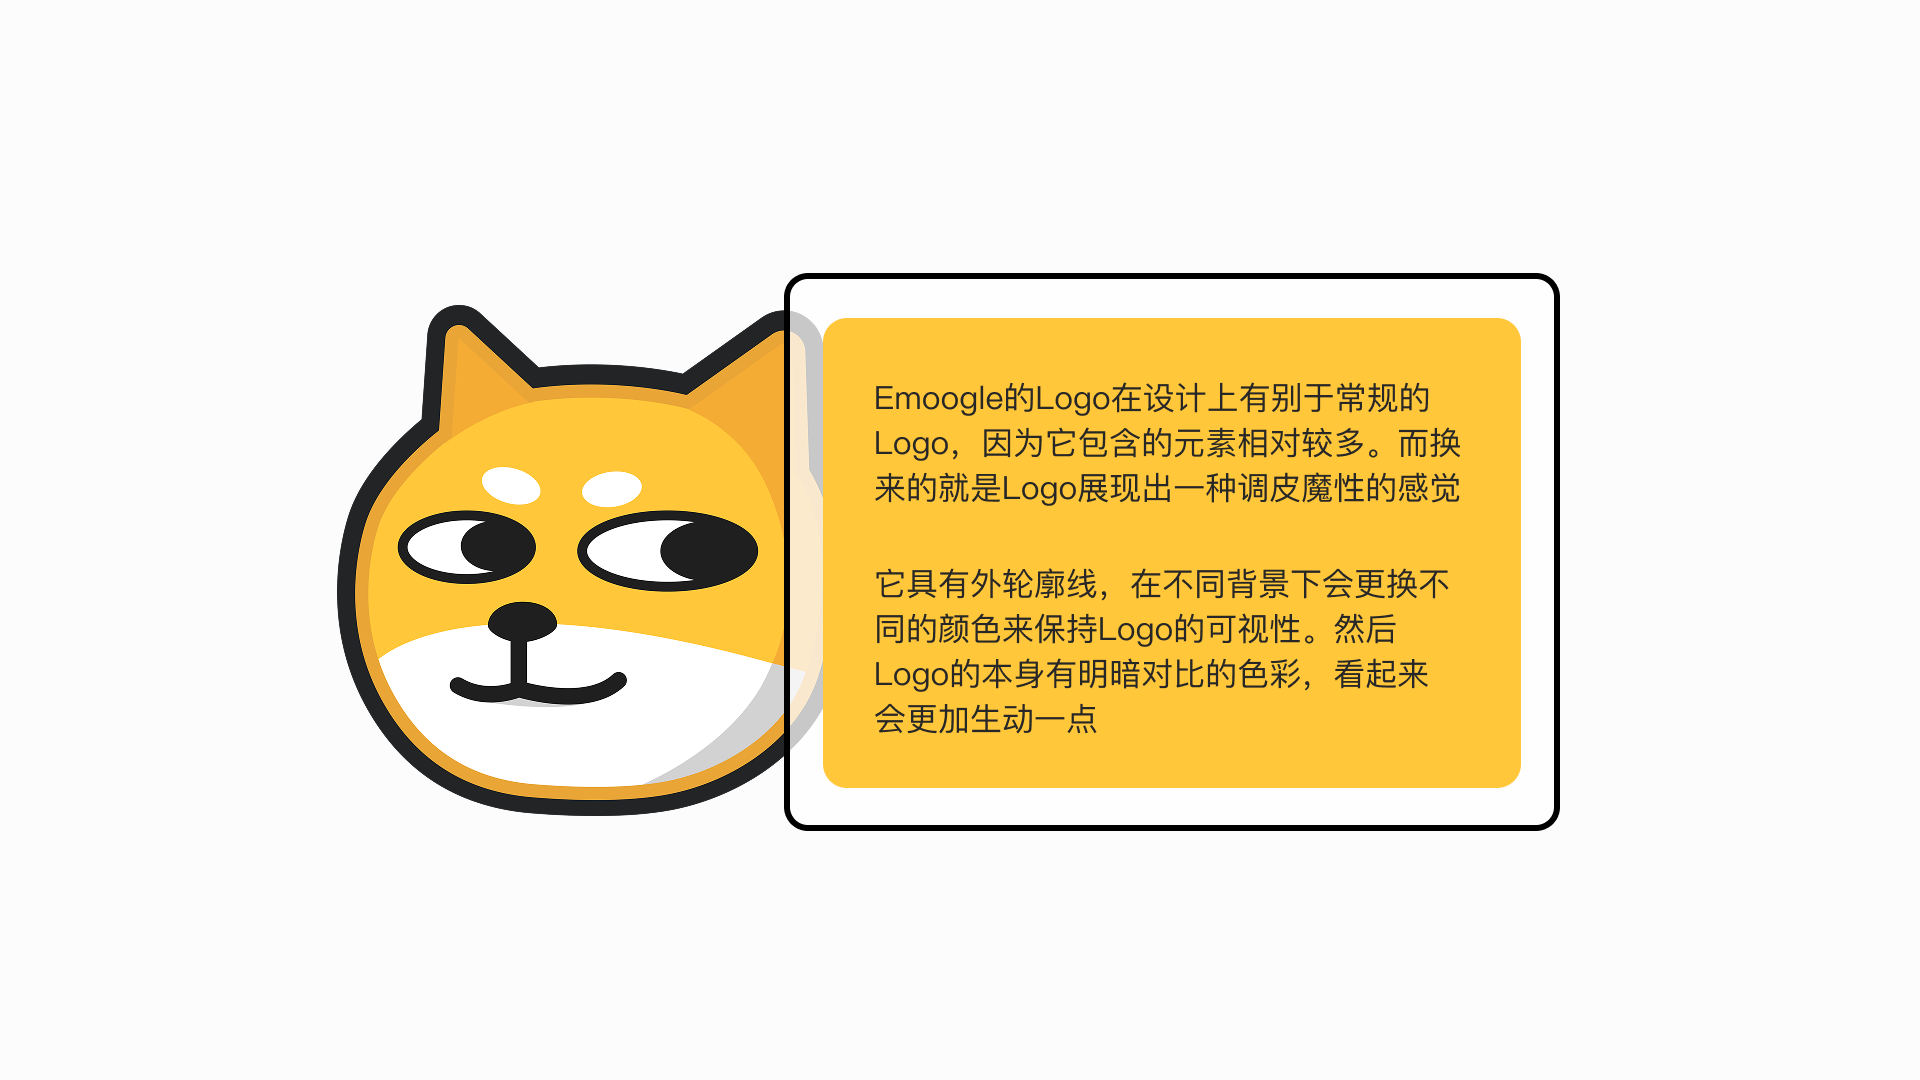 Emoogle的Logo在设计上有别于常规的
Logo，因为它包含的元素相对较多。而换
来的就是Logo展现出一种调皮魔性的感觉
它具有外轮廓线，在不同背景下会更换不
同的颜色来保持Logo的可视性。然后
Logo的本身有明暗对比的色彩，看起来
会更加生动一点